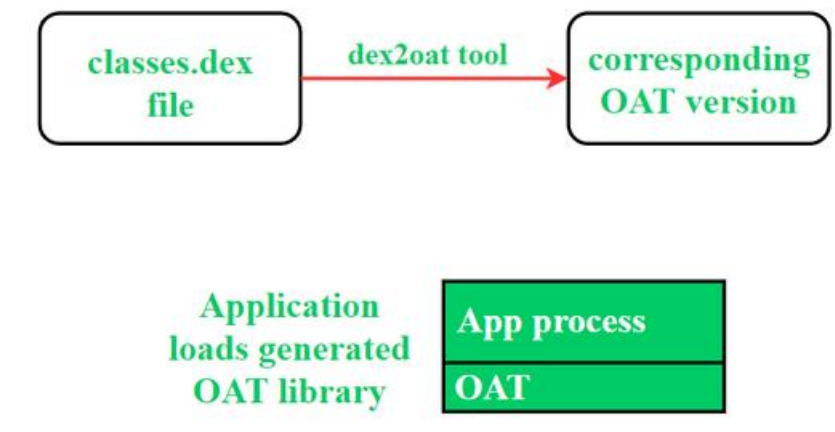 classes.dex
file
dex2oat tool
corresponding
OAT version
Application
loads generated
OAT library
App process
OAT